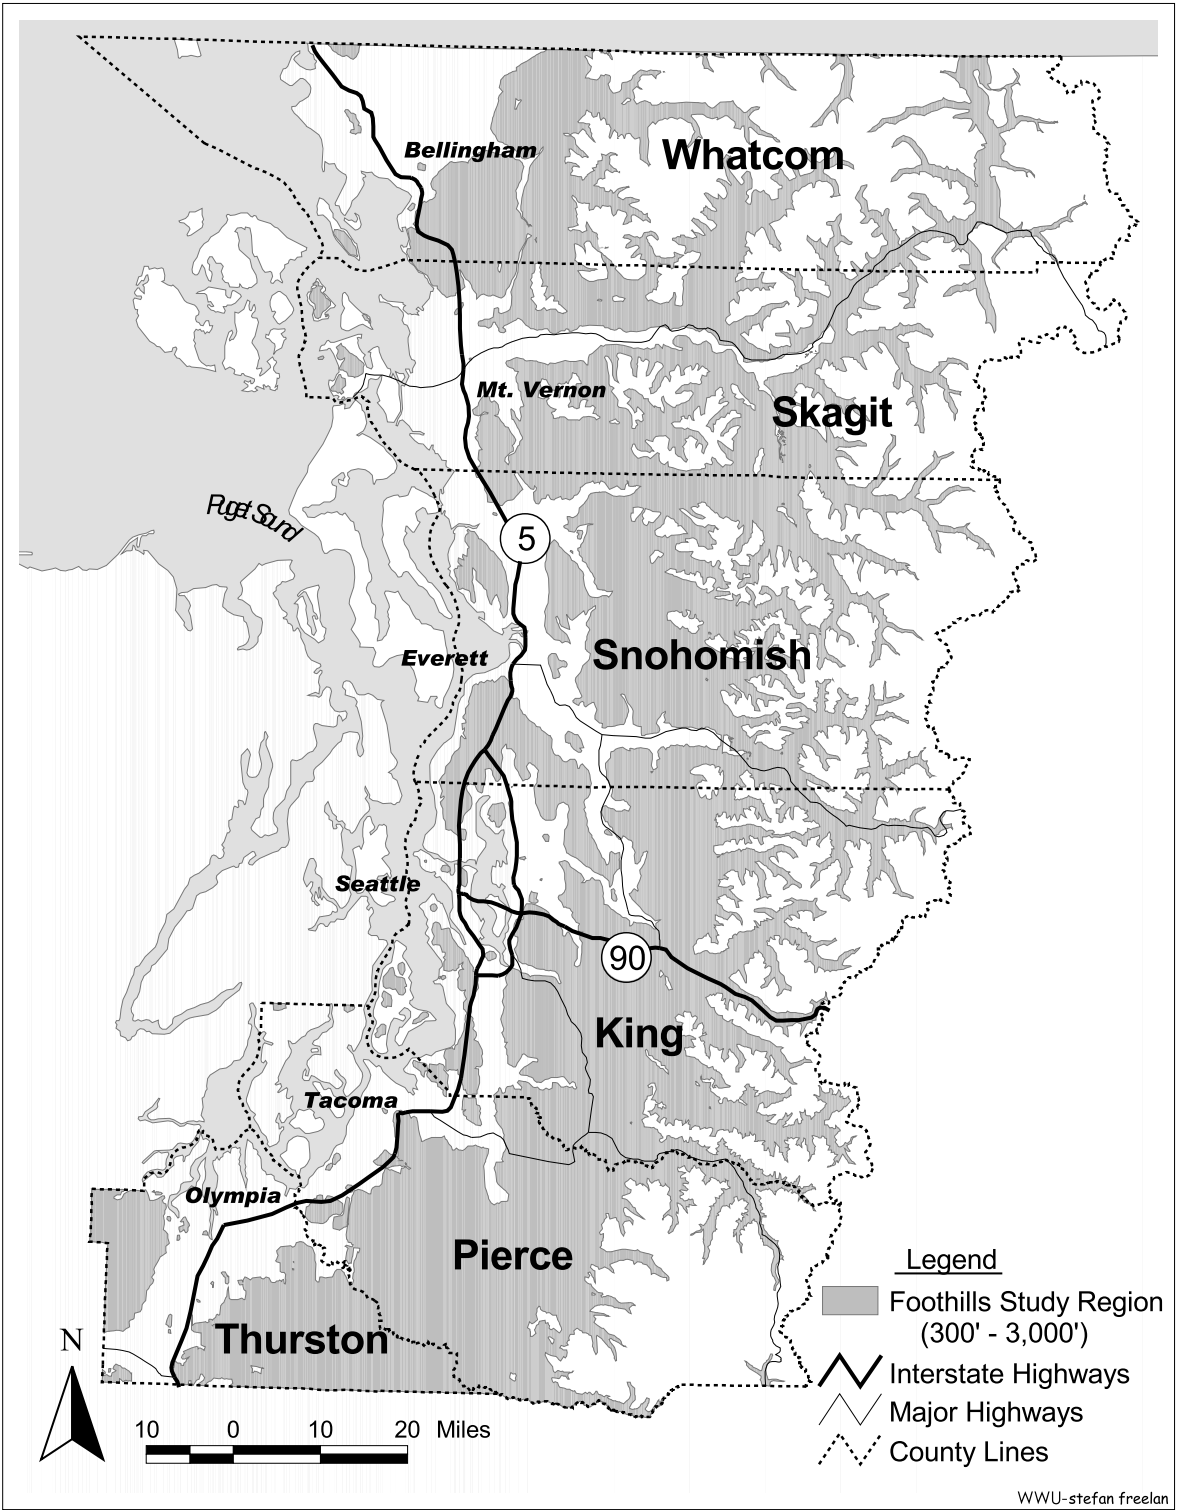 Bellingham
Whatcom
Mt. Vernon
Skagit
Puget Sound
5
Everett
Snohomish
Seattle
90
King
Tacoma
Olympia
Pierce
Thurston
Legend
Foothills Study Region
(300' - 3,000')
Interstate Highways
Major Highways
County Lines
N
10 0 10 20 Miles
WWU-stefan freelan